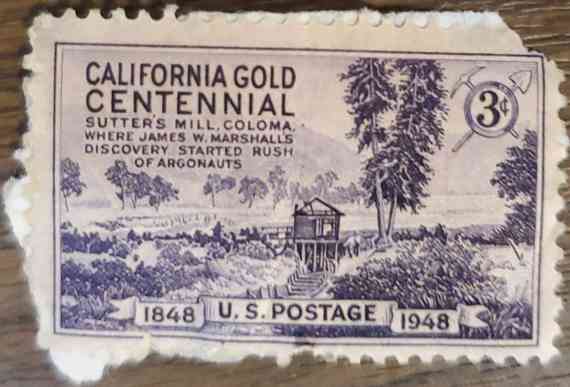 CALIFORNIA GOLD
CENTENNIAL
SUTTER'S MILL, COLOMA,
WHERE JAMES W. MARSHALL'S
DISCOVERY STARTED RUSH
OF ARGONAUTS
3¢
1848 U.S. POSTAGE 1948